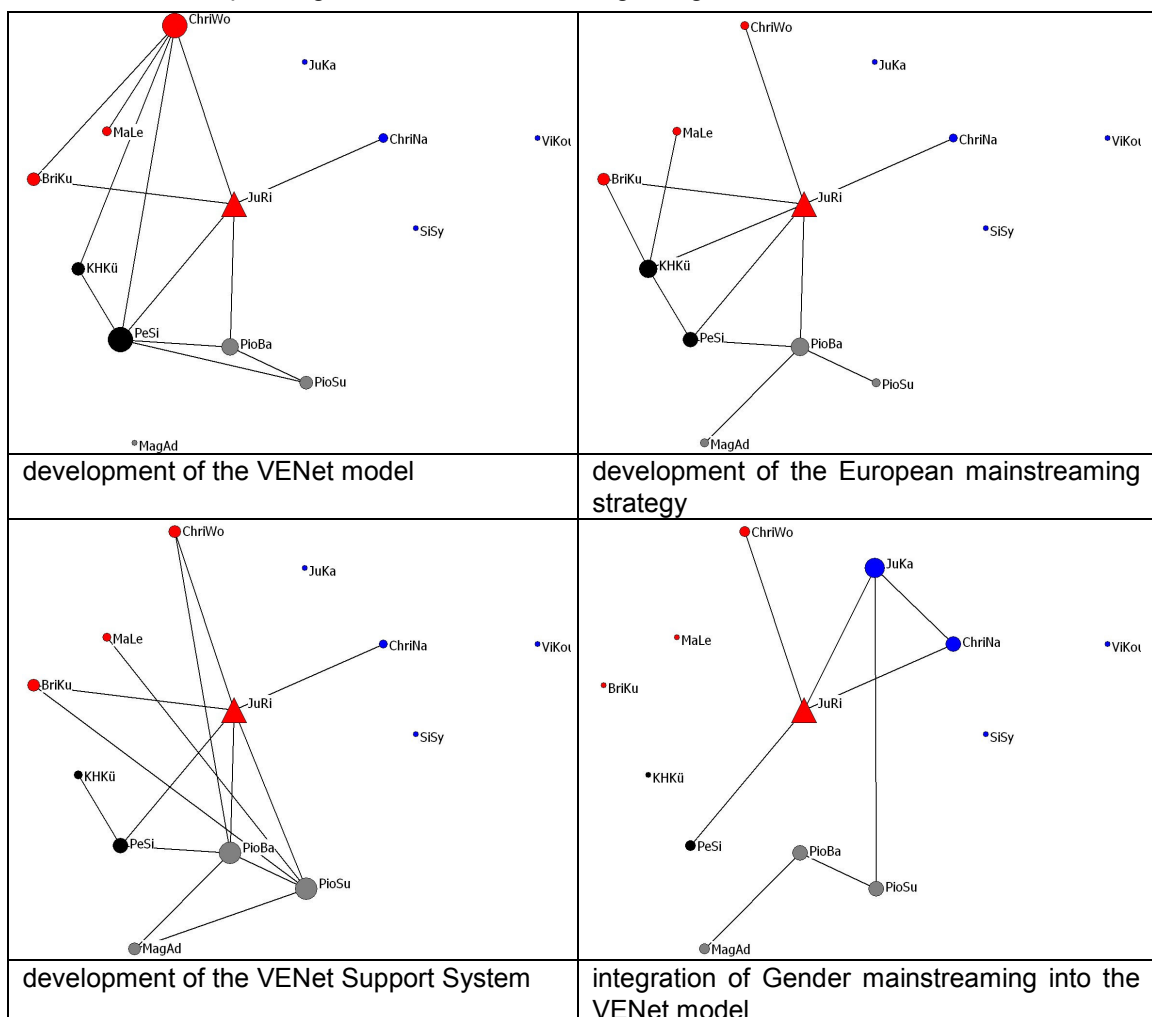 ChriWo
JuKa
MaLe
ChriNa
ViKou
BriKu
JuRi
SiSy
KHKü
PeSi
PioBa
PioSu
MagAd
development of the VENet model
ChriWo
JuKa
MaLe
ChriNa
ViKou
BriKu
JuRi
SiSy
KHKü
PeSi
PioBa
PioSu
MagAd
development of the European mainstreaming
strategy
ChriWo
JuKa
MaLe
ChriNa
ViKou
BriKu
JuRi
SiSy
KHKü
PeSi
PioBa
PioSu
MagAd
development of the VENet Support System
ChriWo
JuKa
MaLe
ChriNa
ViKou
BriKu
JuRi
SiSy
KHKü
PeSi
PioBa
PioSu
MagAd
integration of Gender mainstreaming into the
VENet model